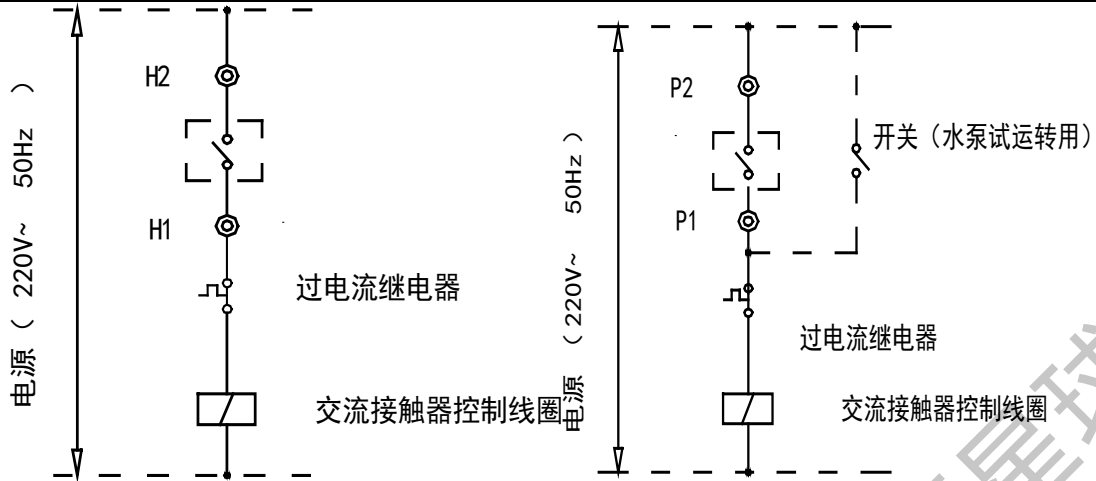 电源（ 220V~ 50Hz ）
H2
H1
过电流继电器
交流接触器控制线圈
电源 （220V~ 50Hz ）
P2
开关（水泵试运转用）
P1
过电流继电器
交流接触器控制线圈
星球